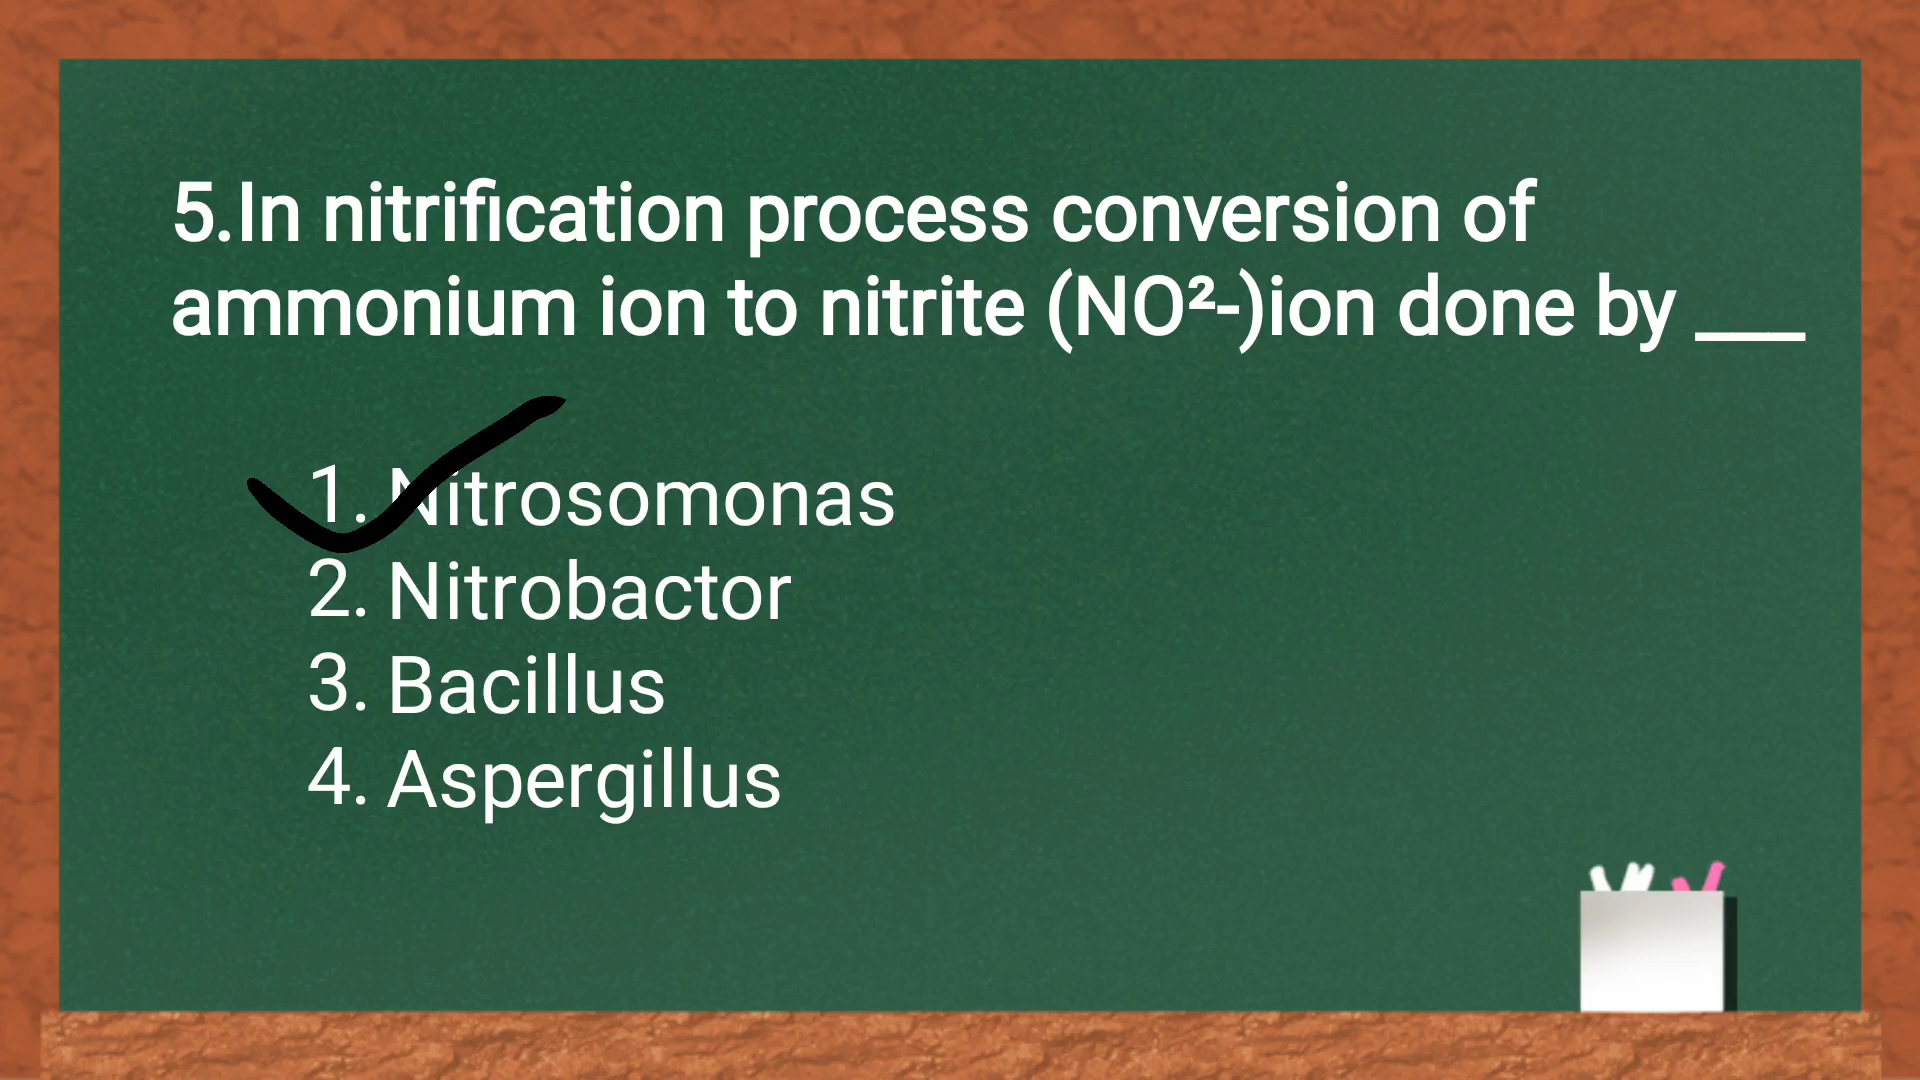 5.In nitrification process conversion of
ammonium ion to nitrite (NO²-)ion done by ___
1. Nitrosomonas
2. Nitrobactor
3. Bacillus
4. Aspergillus